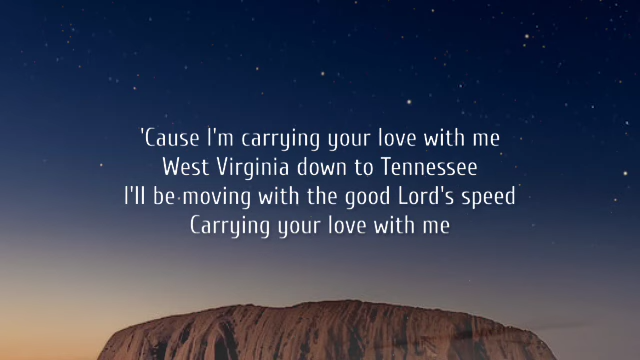 'Cause I'm carrying your love with me
West Virginia down to Tennessee
I'll be moving with the good Lord's speed
Carrying your love with me